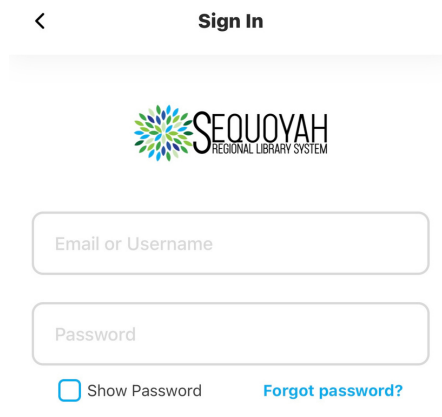 Sign In
SEQUOYAH
REGIONAL LIBRARY SYSTEM
Email or Username
Password
Show Password Forgot password?